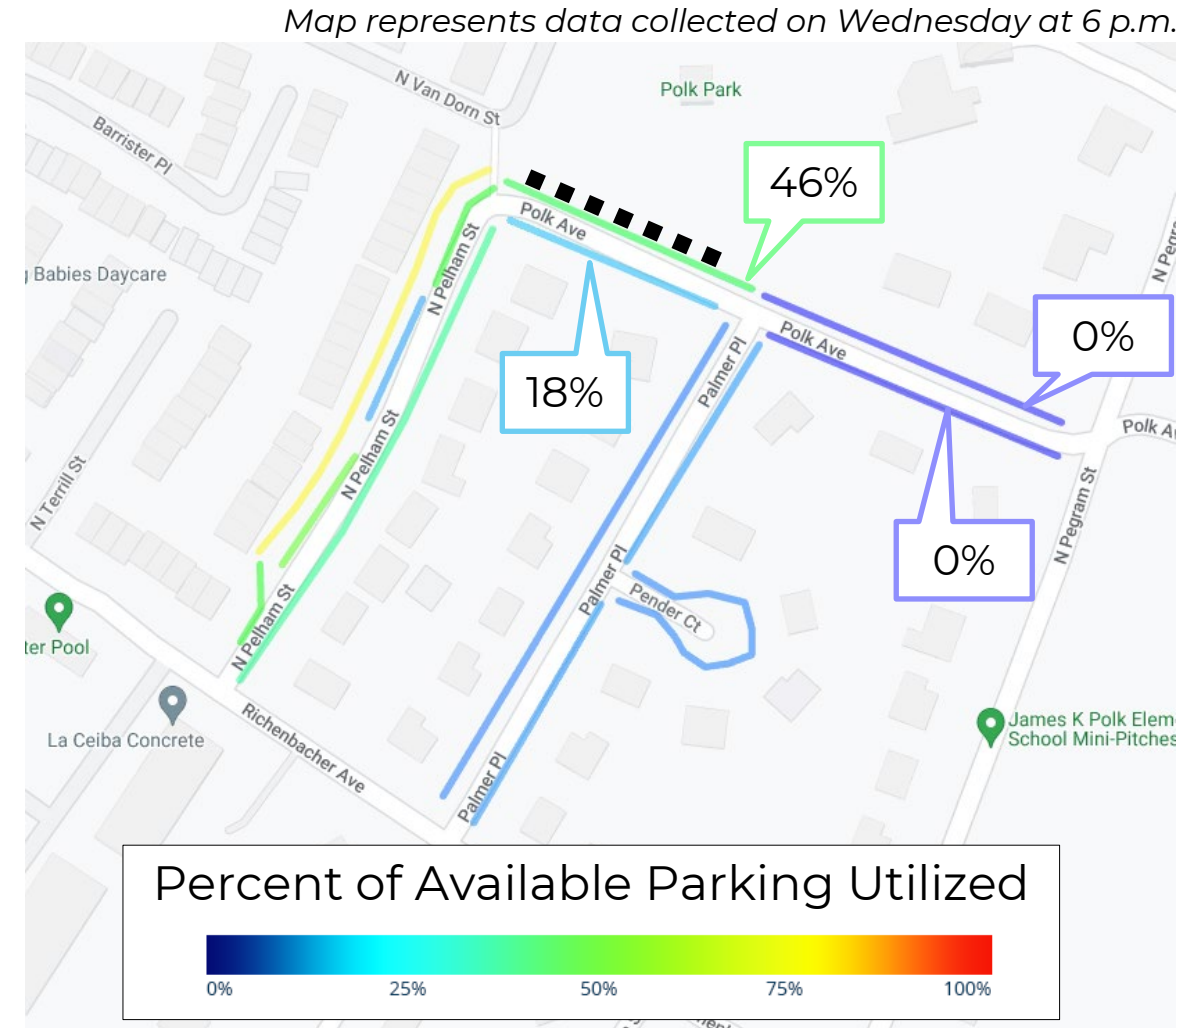 Map represents data collected on Wednesday at 6 p.m.
N Van Dorn St
Polk Park
Barrister Pl
46%
Polk Ave
N Pelham St
N Pegr
Babies Daycare
Polk Ave
0%
Palmer Pl
18%
Polk A
N Pelham St
N Terrill St
N Pegram St
0%
Palmer Pl
Pender Ct
N Pelham St
ter Pool
Richenbacher Ave
La Ceiba Concrete
James K Polk Elem
School Mini-Pitches
Palmer Pl
Percent of Available Parking Utilized
0%
25%
50%
75%
100%